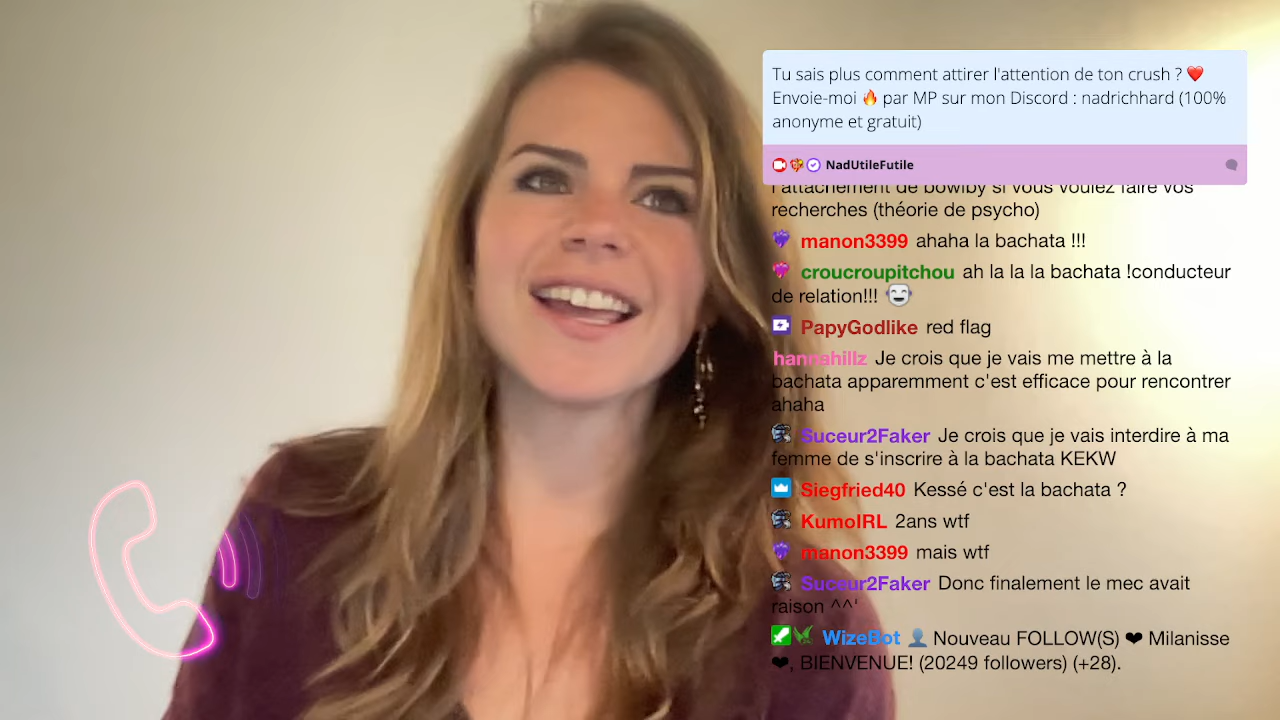 Tu sais plus comment attirer l'attention de ton crush ? ❤️
Envoie-moi 🔥 par MP sur mon Discord : nadrichhard (100%
anonyme et gratuit)
NadUtileFutile
l'attachement de bowlby si vous voulez faire vos
recherches (théorie de psycho)
manon3399 ahaha la bachata !!!
croucroupitchou ah la la la bachata !conducteur
de relation!!!
PapyGodlike red flag
hannahillz Je crois que je vais me mettre à la
bachata apparemment c'est efficace pour rencontrer
ahaha
Suceur2Faker Je crois que je vais interdire à ma
femme de s'inscrire à la bachata KEKW
Siegfried40 Kessé c'est la bachata ?
KumoIRL 2ans wtf
manon3399 mais wtf
Suceur2Faker Donc finalement le mec avait
raison ^^'
WizeBot 👤 Nouveau FOLLOW(S) ❤ Milanisse
❤, BIENVENUE! (20249 followers) (+28).